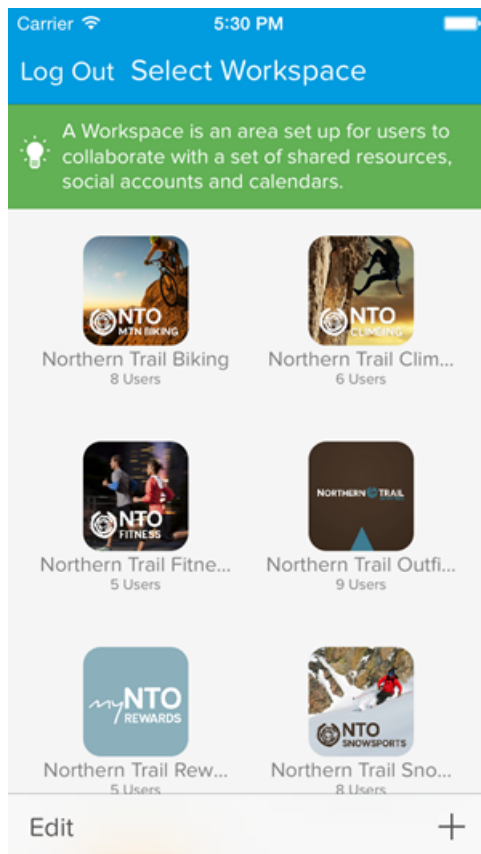 Carrier 5:30 PM
Log Out Select Workspace
A Workspace is an area set up for users to
collaborate with a set of shared resources,
social accounts and calendars.
NTO
MTN BIKING
NTO
CLIMBING
Northern Trail Biking
Northern Trail Clim...
8 Users
6 Users
NTO
FITNESS
NORTHERN TRAIL
Northern Trail Fitne...
Northern Trail Outfi...
5 Users
9 Users
myNTO
REWARDS
NTO
SNOWSPORTS
Northern Trail Rew...
Northern Trail Sno...
5 Users
8 Users
Edit +